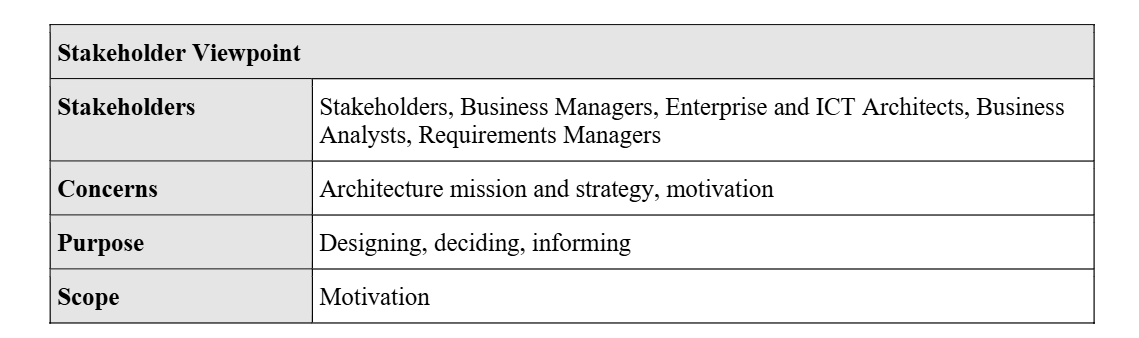 Stakeholder Viewpoint
Stakeholders
Stakeholders, Business Managers, Enterprise and ICT Architects, Business
Analysts, Requirements Managers
Concerns
Architecture mission and strategy, motivation
Purpose
Designing, deciding, informing
Scope
Motivation